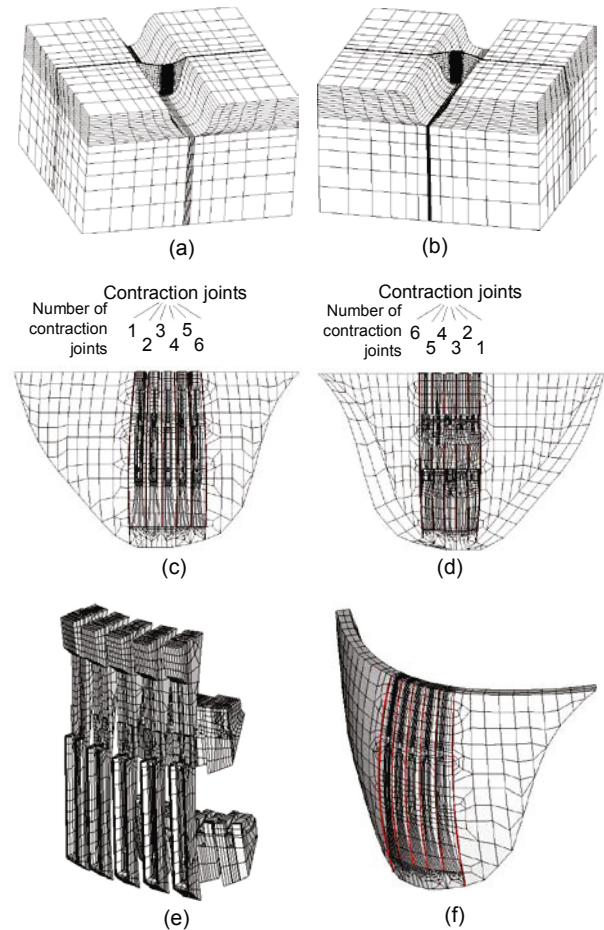 (a)
(b)
Contraction joints
Number of
contraction
joints
1 3 5
2 4 6
(c)
Contraction joints
Number of
contraction
joints
6 4 2
5 3 1
(d)
(e)
(f)